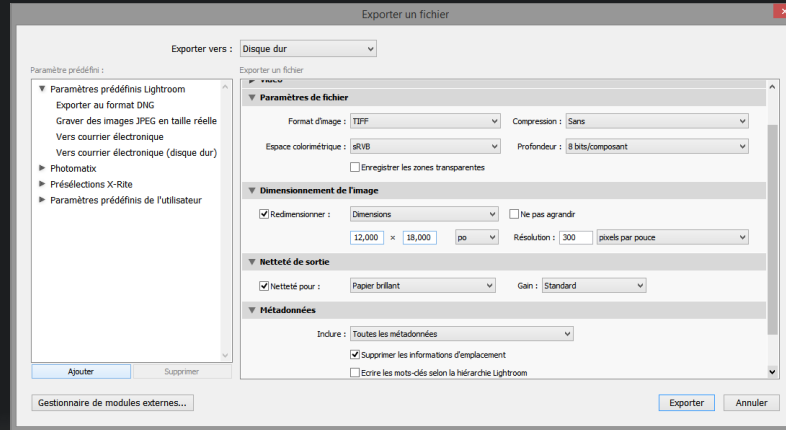 Exporter un fichier
Exporter vers : Disque dur
Paramètre prédéfini :
Exporter un fichier
Paramètres prédéfinis Lightroom
Exporter au format DNG
Graver des images JPEG en taille réelle
Vers courrier électronique
Vers courrier électronique (disque dur)
Photomatix
Présélections X-Rite
Paramètres prédéfinis de l'utilisateur
Ajouter
Supprimer
Gestionnaire de modules externes...
Vidéo
Paramètres de fichier
Format d'image : TIFF Compression : Sans
Espace colorimétrique : sRVB Profondeur : 8 bits/composant
Enregistrer les zones transparentes
Dimensionnement de l'image
Redimensionner : Dimensions Ne pas agrandir
12,000 × 18,000 po Résolution : 300 pixels par pouce
Netteté de sortie
Netteté pour : Papier brillant Gain : Standard
Métadonnées
Inclure : Toutes les métadonnées
Supprimer les informations d'emplacement
Ecrire les mots-clés selon la hiérarchie Lightroom
Exporter
Annuler